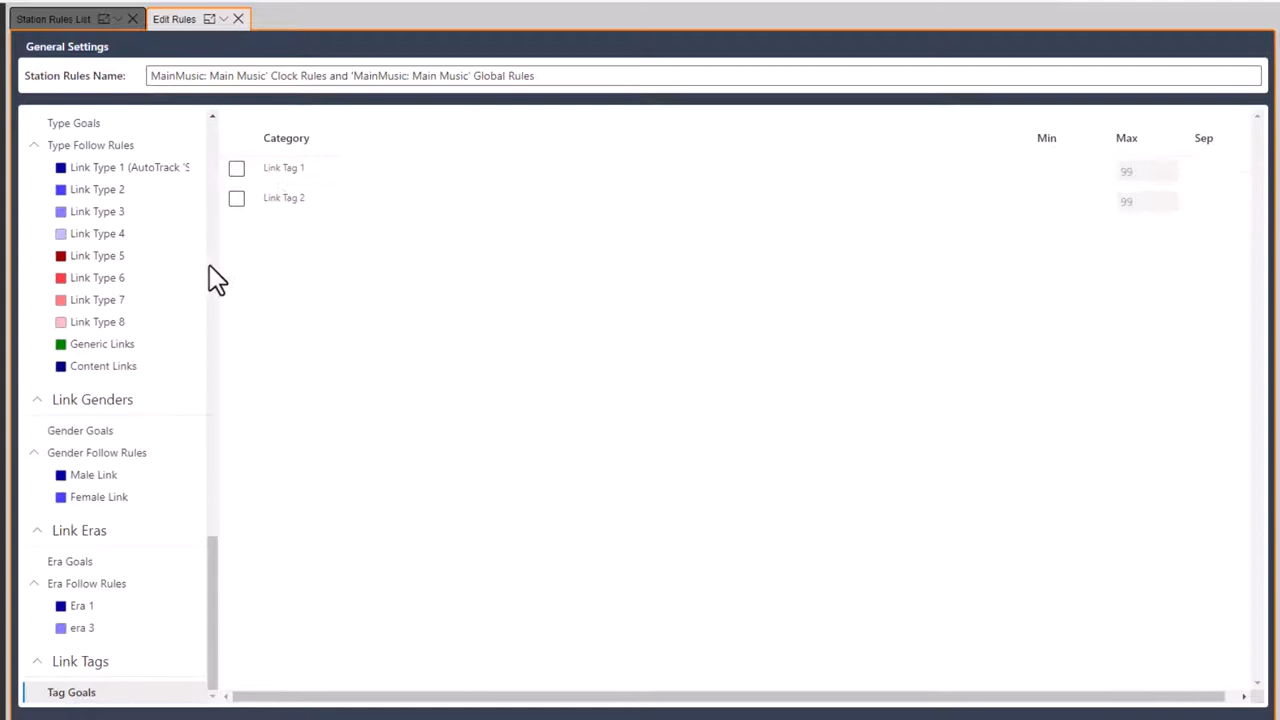 Station Rules List
Edit Rules
General Settings
Station Rules Name:
MainMusic: Main Music' Clock Rules and 'MainMusic: Main Music' Global Rules
Type Goals
Type Follow Rules
Link Type 1 (AutoTrack 'S
Link Type 2
Link Type 3
Link Type 4
Link Type 5
Link Type 6
Link Type 7
Link Type 8
Generic Links
Content Links
Link Genders
Gender Goals
Gender Follow Rules
Male Link
Female Link
Link Eras
Era Goals
Era Follow Rules
Era 1
era 3
Link Tags
Tag Goals
Category Min Max Sep
Link Tag 1 99
Link Tag 2 99